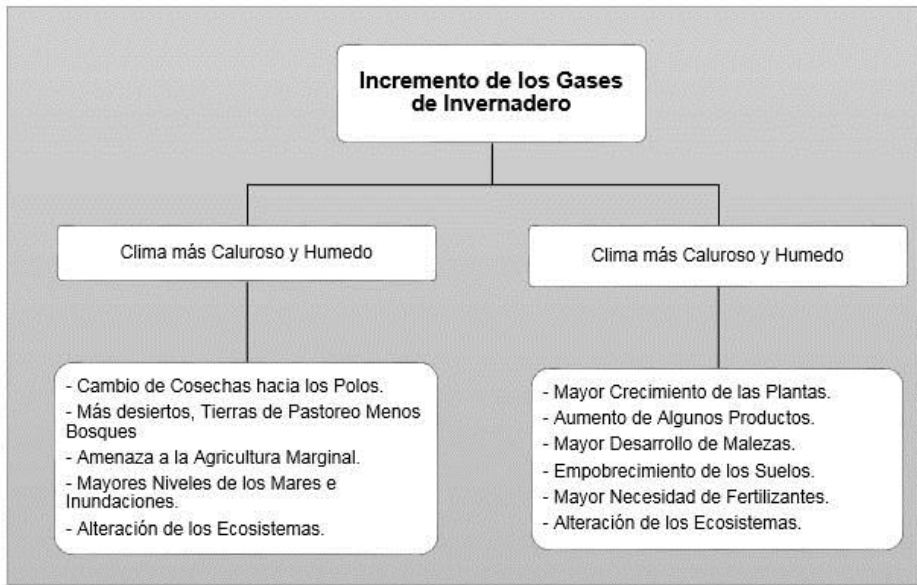 Incremento de los Gases
de Invernadero
Clima más Caluroso y Humedo
Clima más Caluroso y Humedo
- Cambio de Cosechas hacia los Polos.
- Más desiertos, Tierras de Pastoreo Menos
Bosques
- Amenaza a la Agricultura Marginal.
- Mayores Niveles de los Mares e
Inundaciones.
- Alteración de los Ecosistemas.
- Mayor Crecimiento de las Plantas.
- Aumento de Algunos Productos.
- Mayor Desarrollo de Malezas.
- Empobrecimiento de los Suelos.
- Mayor Necesidad de Fertilizantes.
- Alteración de los Ecosistemas.